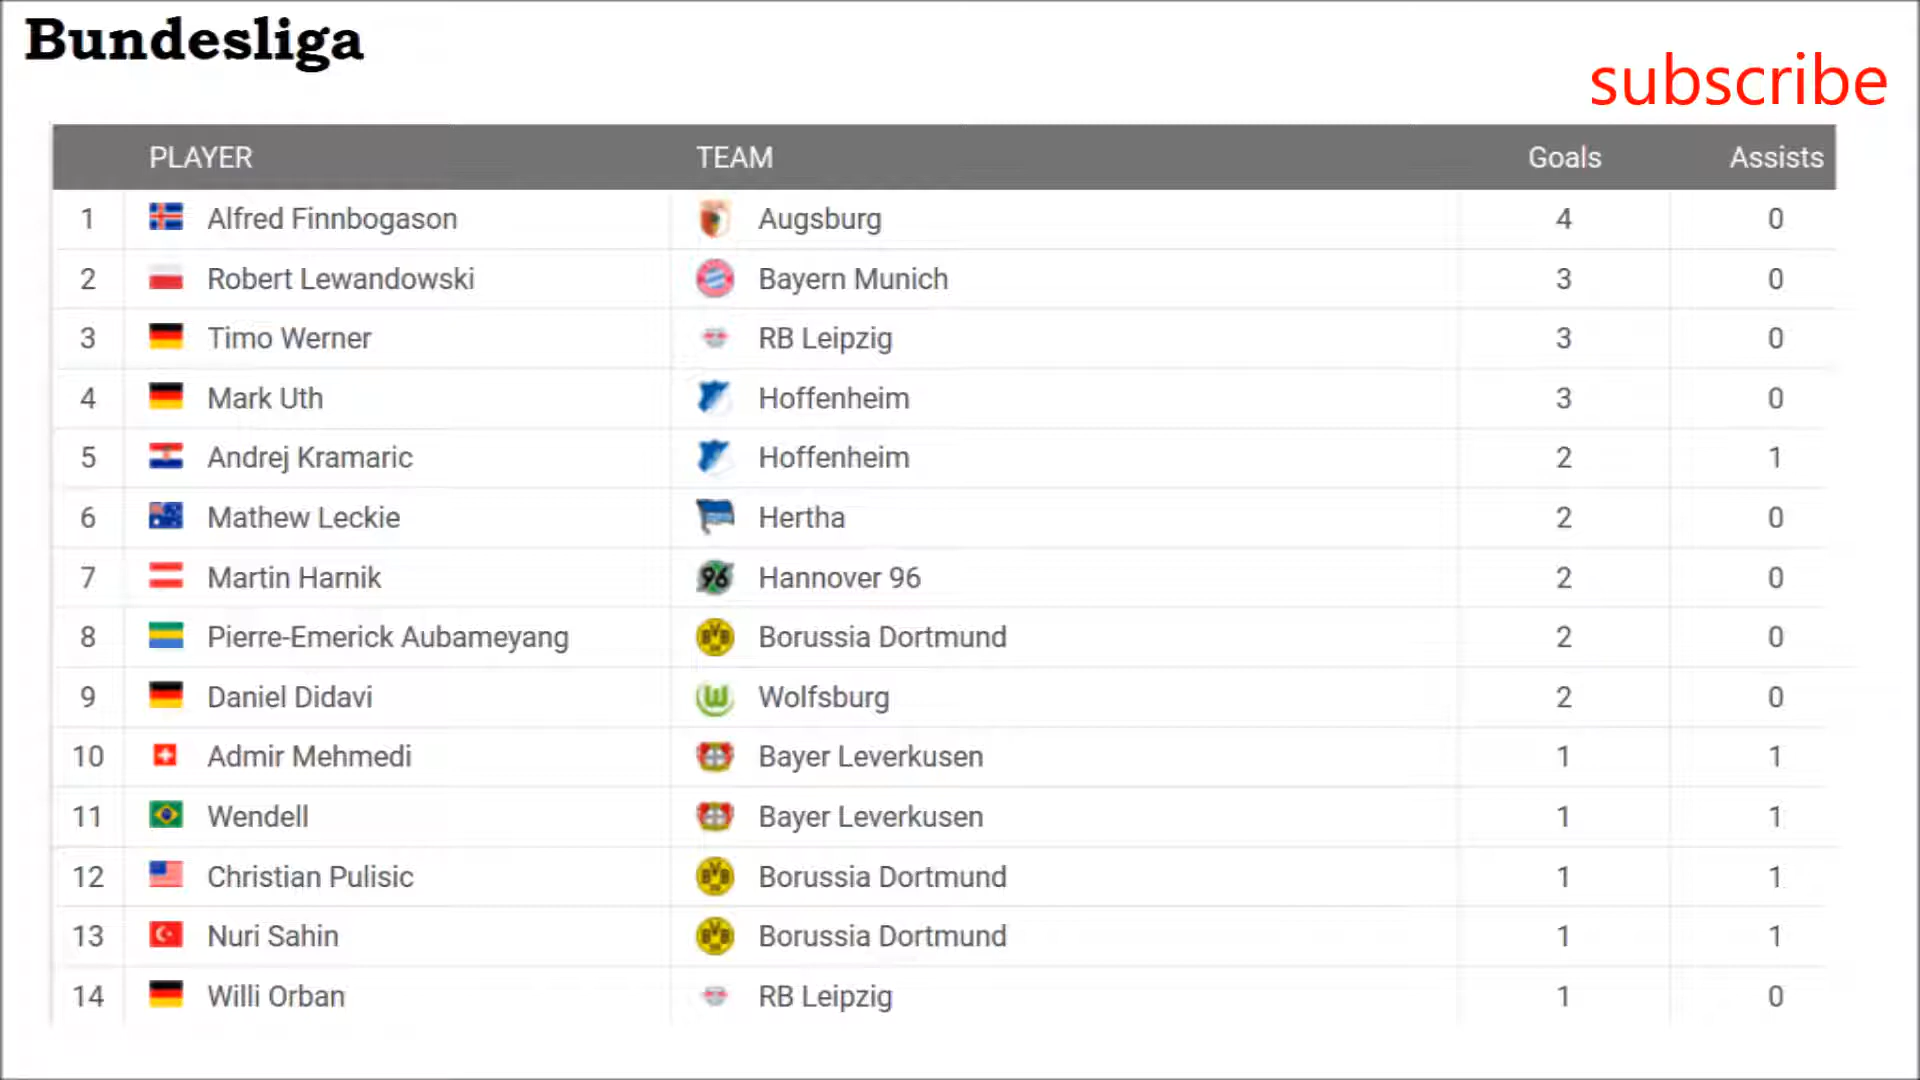 Bundesliga
subscribe
PLAYER TEAM Goals Assists
1 Alfred Finnbogason Augsburg 4 0
2 Robert Lewandowski Bayern Munich 3 0
3 Timo Werner RB Leipzig 3 0
4 Mark Uth Hoffenheim 3 0
5 Andrej Kramaric Hoffenheim 2 1
6 Mathew Leckie Hertha 2 0
7 Martin Harnik 96 Hannover 96 2 0
8 Pierre-Emerick Aubameyang BVB Borussia Dortmund 2 0
9 Daniel Didavi W Wolfsburg 2 0
10 Admir Mehmedi Bayer Leverkusen 1 1
11 Wendell Bayer Leverkusen 1 1
12 Christian Pulisic BVB Borussia Dortmund 1 1
13 Nuri Sahin BVB Borussia Dortmund 1 1
14 Willi Orban RB Leipzig 1 0